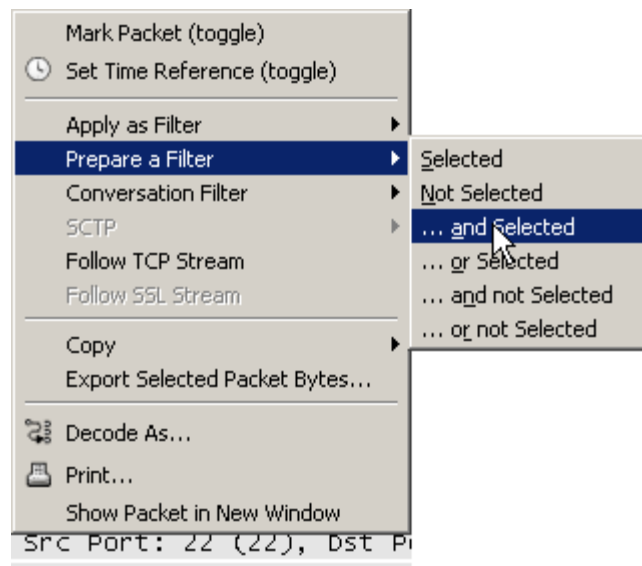 Mark Packet (toggle)
Set Time Reference (toggle)
Apply as Filter
Prepare a Filter
Conversation Filter
SCTP
Follow TCP Stream
Follow SSL Stream
Copy
Export Selected Packet Bytes...
Decode As...
Print...
Show Packet in New Window
Selected
Not Selected
... and Selected
... or Selected
... and not Selected
... or not Selected
Src Port: 22 (22), Dst